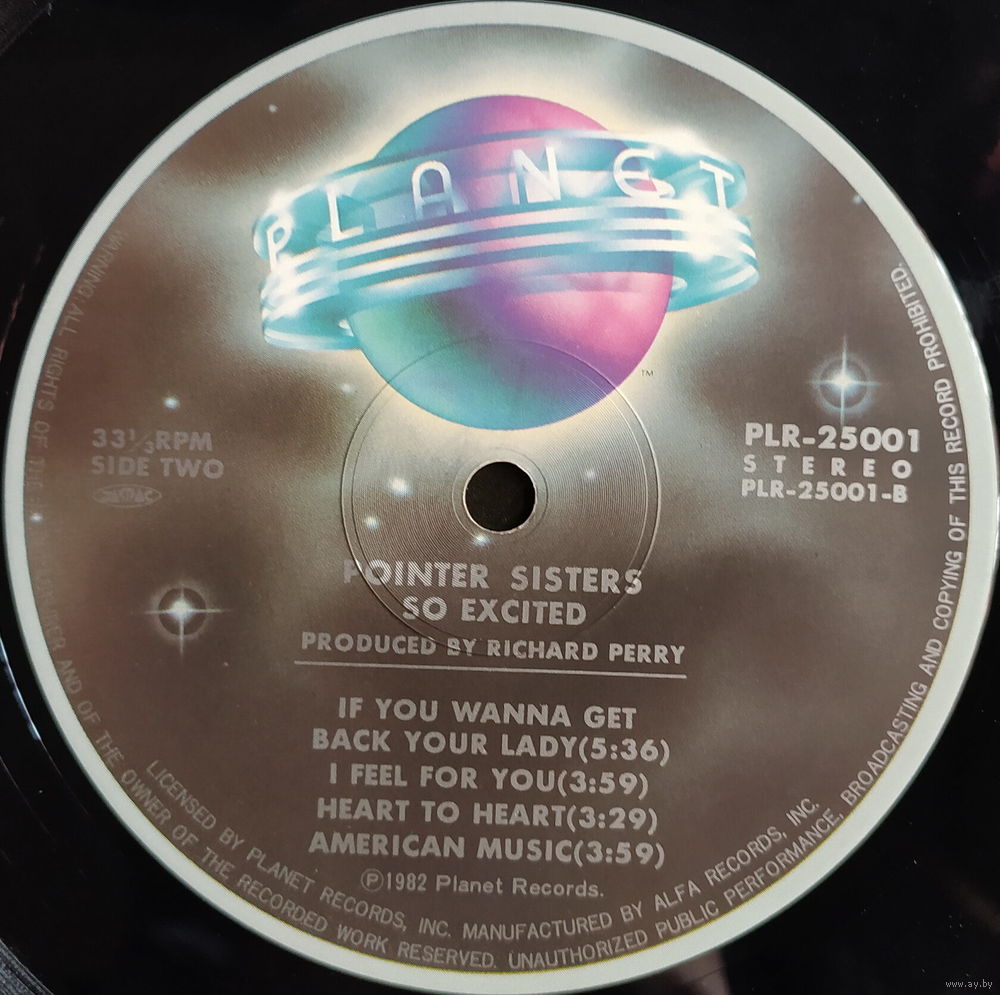 PLANET
TM
33⅓RPM
SIDE TWO
JASRAC
PLR-25001
STEREO
PLR-25001-B
POINTER SISTERS
SO EXCITED
PRODUCED BY RICHARD PERRY
IF YOU WANNA GET
BACK YOUR LADY(5:36)
I FEEL FOR YOU(3:59)
HEART TO HEART(3:29)
AMERICAN MUSIC(3:59)
Ⓟ1982 Planet Records.
LICENSED BY PLANET RECORDS, INC. MANUFACTURED BY ALFA RECORDS, INC.
WARNING: ALL RIGHTS OF THE AND OF THE OWNER OF THE RECORDED WORK RESERVED. UNAUTHORIZED PUBLIC PERFORMANCE, BROADCASTING AND COPYING OF THIS RECORD PROHIBITED.
www.ay.by